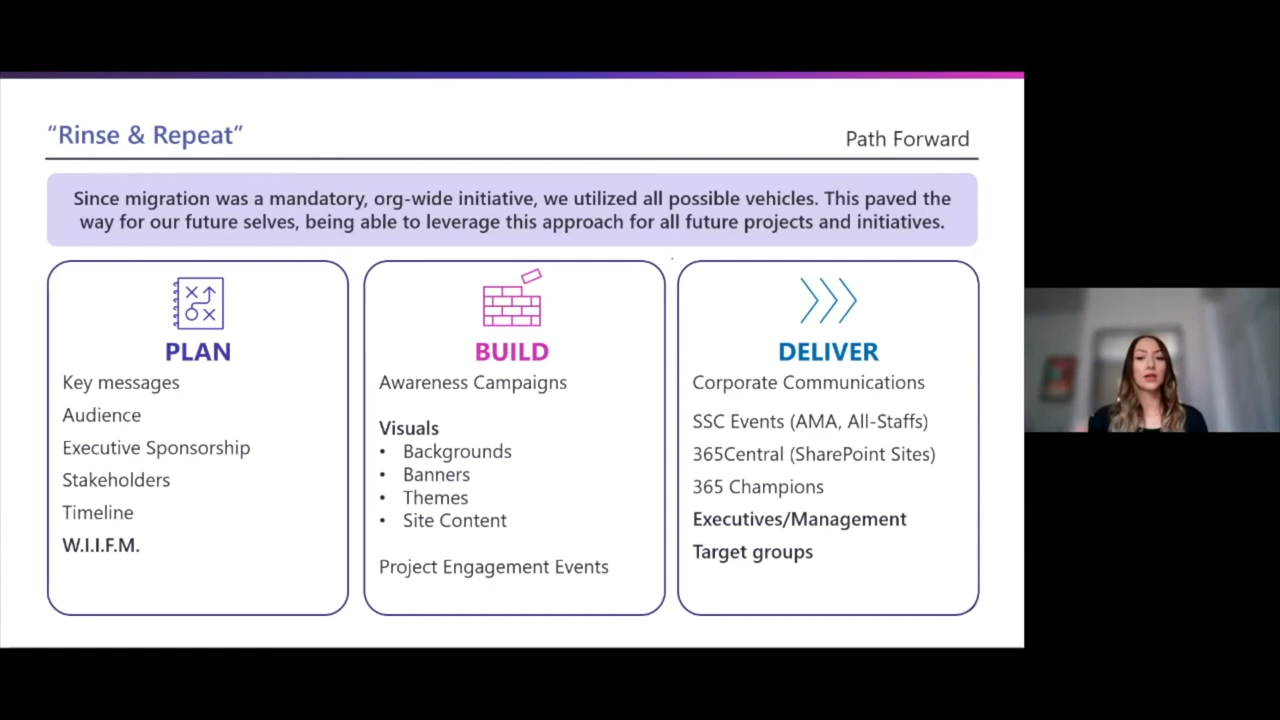 “Rinse & Repeat”
Path Forward
Since migration was a mandatory, org-wide initiative, we utilized all possible vehicles. This paved the
way for our future selves, being able to leverage this approach for all future projects and initiatives.
PLAN
Key messages
Audience
Executive Sponsorship
Stakeholders
Timeline
W.I.I.F.M.
BUILD
Awareness Campaigns
Visuals
• Backgrounds
• Banners
• Themes
• Site Content
Project Engagement Events
DELIVER
Corporate Communications
SSC Events (AMA, All-Staffs)
365Central (SharePoint Sites)
365 Champions
Executives/Management
Target groups